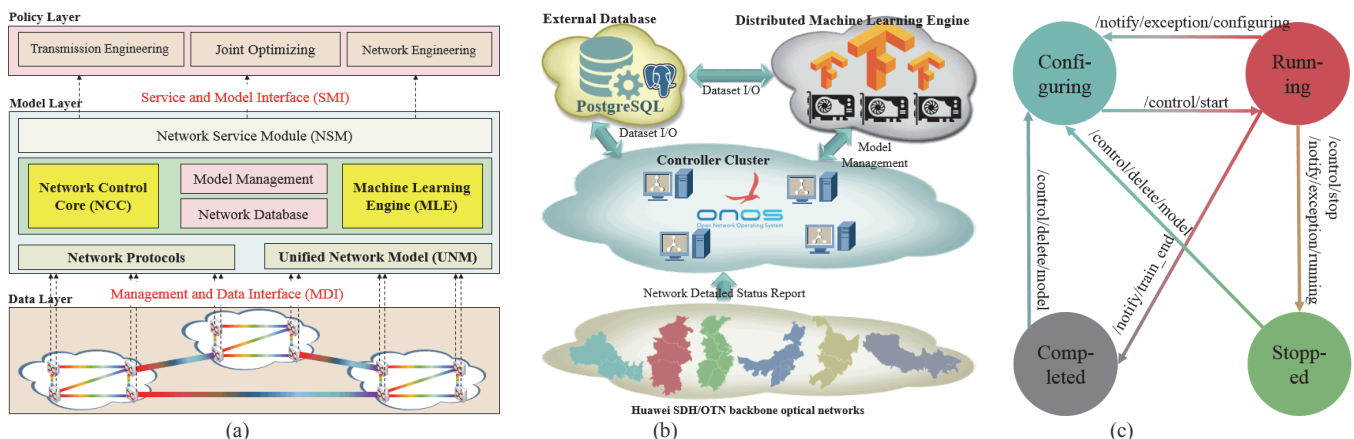 Policy Layer
Transmission Engineering
Joint Optimizing
Network Engineering
Service and Model Interface (SMI)
Model Layer
Network Service Module (NSM)
Network Control
Core (NCC)
Model Management
Network Database
Machine Learning
Engine (MLE)
Network Protocols
Unified Network Model (UNM)
Management and Data Interface (MDI)
Data Layer
(a)
External Database
Distributed Machine Learning Engine
PostgreSQL
Dataset I/O
Dataset I/O
Model
Management
Controller Cluster
onos
Open Network Operating System
Network Detailed Status Report
Huawei SDH/OTN backbone optical networks
(b)
/notify/exception/configuring
Confi-
guring
Runn-
ing
/control/start
/control/stop
/notify/exception/running
/control/delete/model
/control/delete/model
/notify/train_end
Comp-
leted
Stopp-
ed
(c)